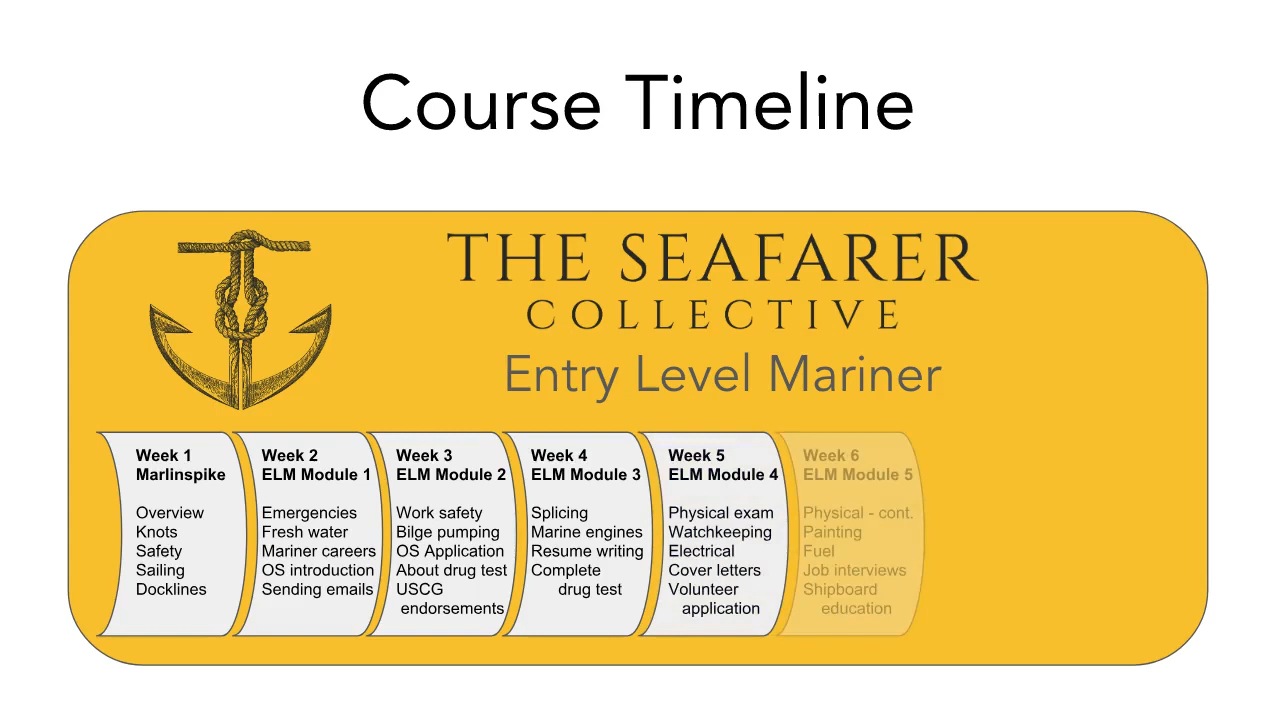 Course Timeline
THE SEAFARER
COLLECTIVE
Entry Level Mariner
Week 1
Marlinspike
Overview
Knots
Safety
Sailing
Docklines
Week 2
ELM Module 1
Emergencies
Fresh water
Mariner careers
OS introduction
Sending emails
Week 3
ELM Module 2
Work safety
Bilge pumping
OS Application
About drug test
USCG
endorsements
Week 4
ELM Module 3
Splicing
Marine engines
Resume writing
Complete
drug test
Week 5
ELM Module 4
Physical exam
Watchkeeping
Electrical
Cover letters
Volunteer
application
Week 6
ELM Module 5
Physical - cont.
Painting
Fuel
Job interviews
Shipboard
education